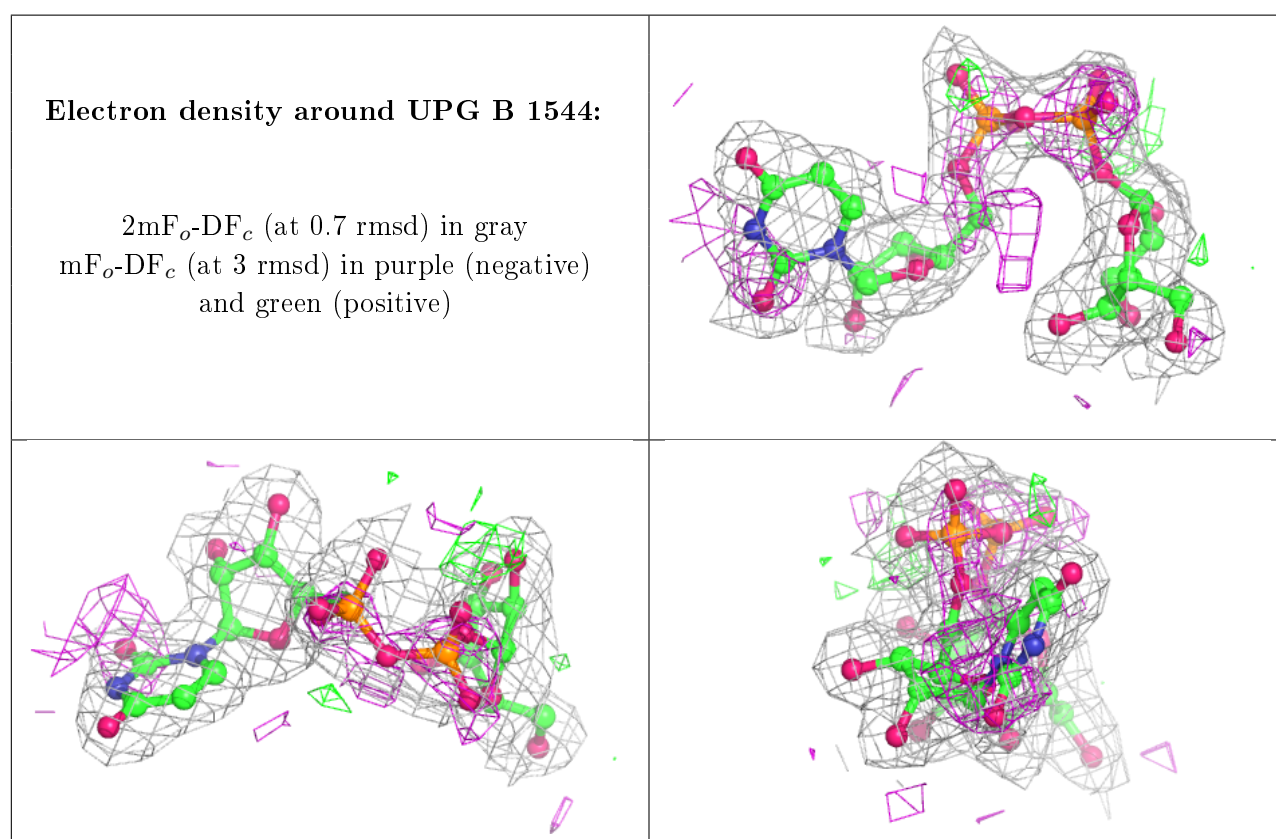 Electron density around UPG B 1544:
2mFₒ-DF𝒸 (at 0.7 rmsd) in gray
mFₒ-DF𝒸 (at 3 rmsd) in purple (negative)
and green (positive)